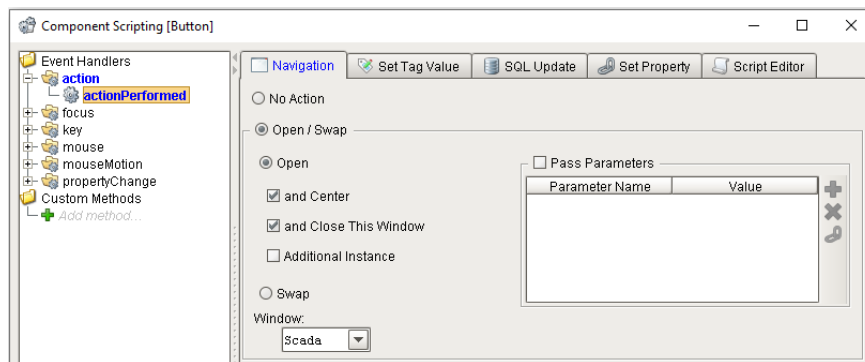 Component Scripting [Button]
Event Handlers
action
actionPerformed
focus
key
mouse
mouseMotion
propertyChange
Custom Methods
Add method...
Navigation
Set Tag Value
SQL Update
Set Property
Script Editor
No Action
Open / Swap
Open
and Center
and Close This Window
Additional Instance
Swap
Window:
Scada
Pass Parameters
Parameter Name Value